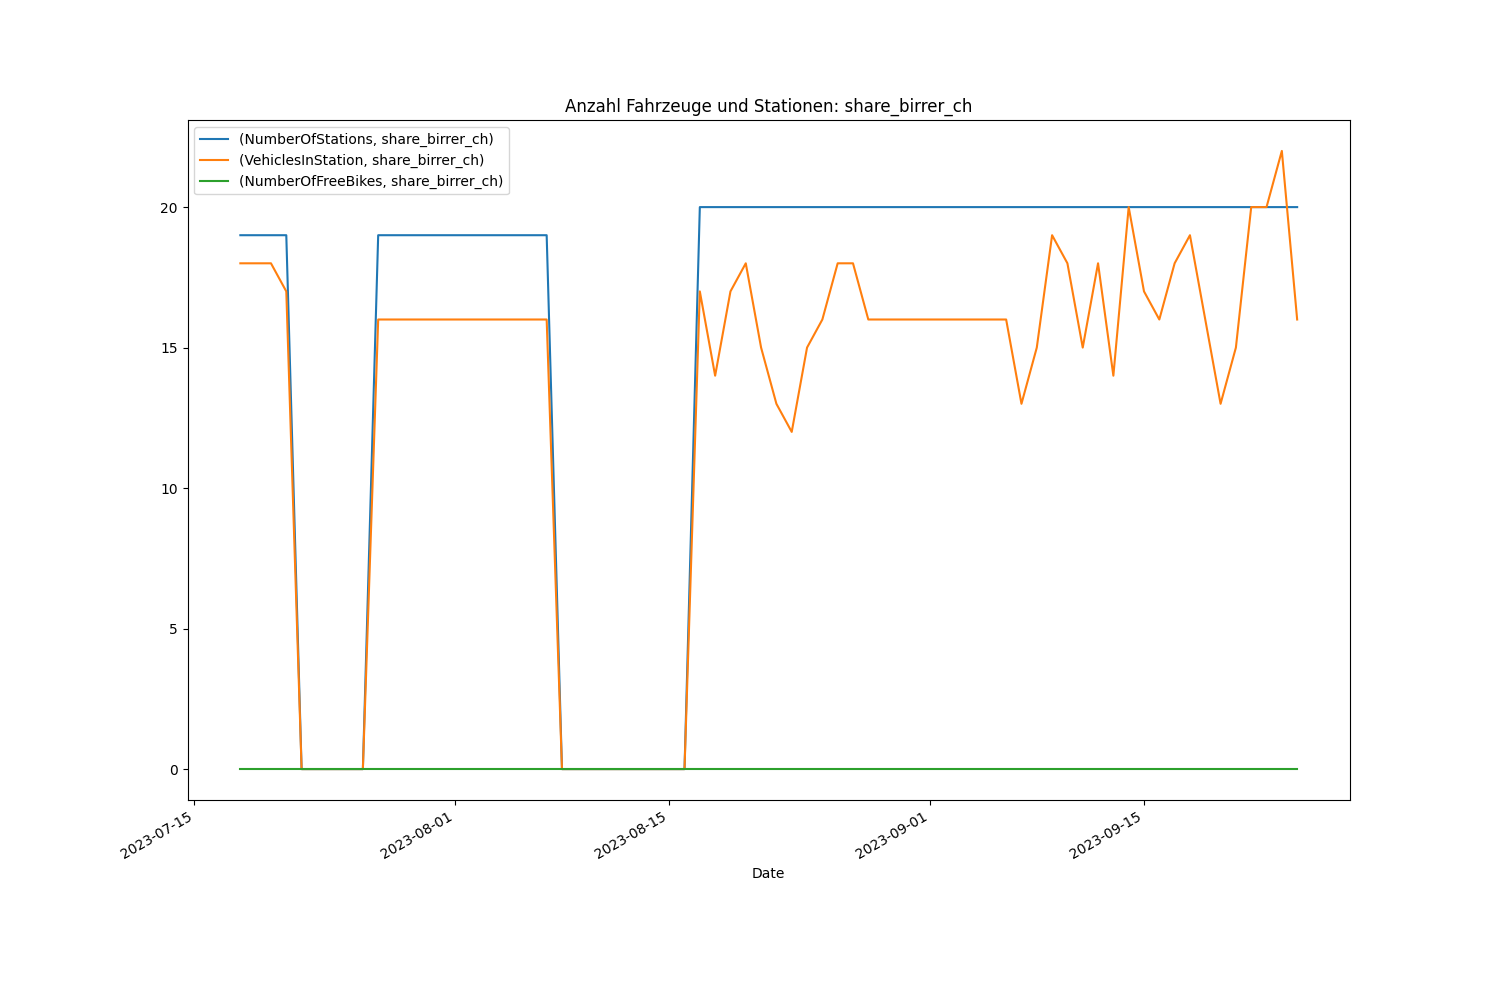 Anzahl Fahrzeuge und Stationen: share_birrer_ch
(NumberOfStations, share_birrer_ch)
(VehiclesInStation, share_birrer_ch)
(NumberOfFreeBikes, share_birrer_ch)
20
15
10
5
0
2023-07-15
2023-08-01
2023-08-15
2023-09-01
2023-09-15
Date